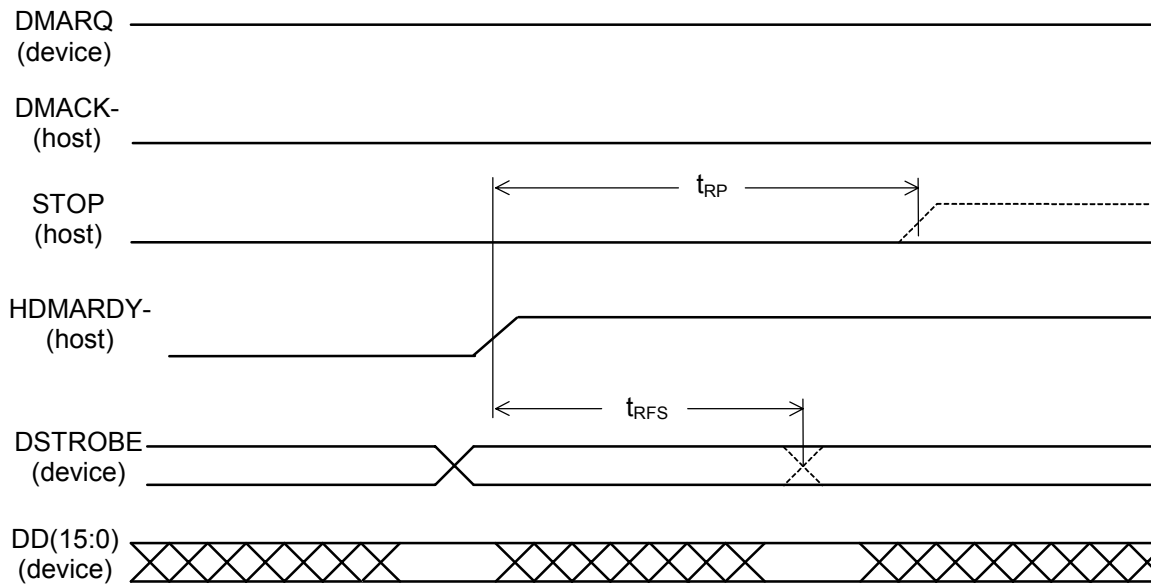 DMARQ
(device)
DMACK-
(host)
tRP
STOP
(host)
HDMARDY-
(host)
tRFS
DSTROBE
(device)
DD(15:0)
(device)